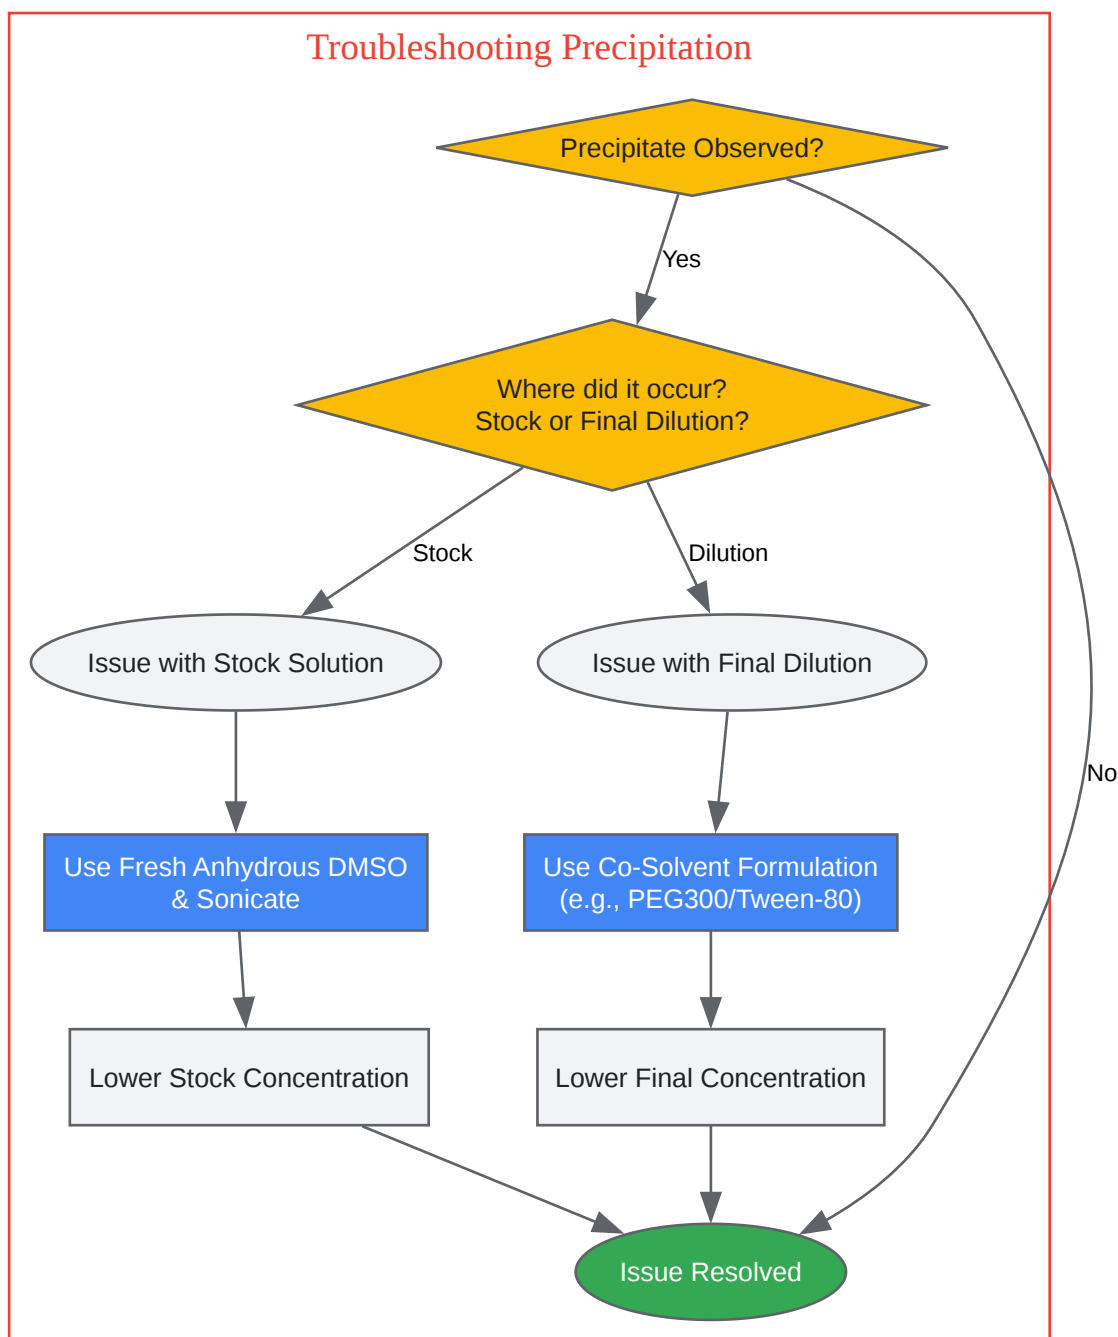 Troubleshooting Precipitation
Precipitate Observed?
Yes
Where did it occur?
Stock or Final Dilution?
Stock
Dilution
Issue with Stock Solution
Issue with Final Dilution
No
Use Fresh Anhydrous DMSO
& Sonicate
Use Co-Solvent Formulation
(e.g., PEG300/Tween-80)
Lower Stock Concentration
Lower Final Concentration
Issue Resolved